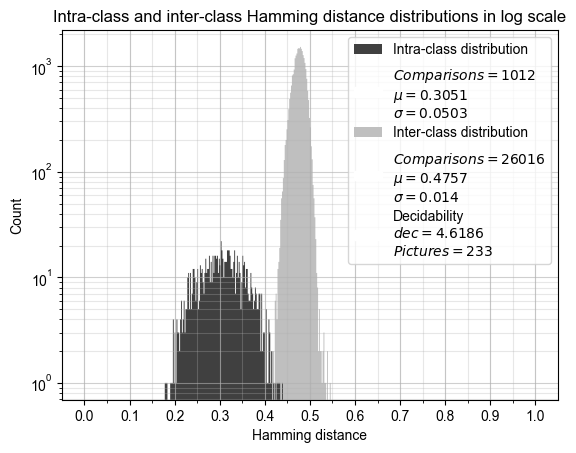 Intra-class and inter-class Hamming distance distributions in log scale
Intra-class distribution
Comparisons = 1012
μ = 0.3051
σ = 0.0503
Inter-class distribution
Comparisons = 26016
μ = 0.4757
σ = 0.014
Decidability
dec = 4.6186
Pictures = 233
Count
10³
10²
10¹
10⁰
0.0 0.1 0.2 0.3 0.4 0.5 0.6 0.7 0.8 0.9 1.0
Hamming distance